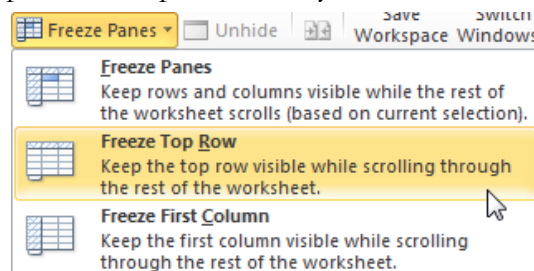 Save Switch
Freeze Panes Unhide Workspace Windows
Freeze Panes
Keep rows and columns visible while the rest of
the worksheet scrolls (based on current selection).
Freeze Top Row
Keep the top row visible while scrolling through
the rest of the worksheet.
Freeze First Column
Keep the first column visible while scrolling
through the rest of the worksheet.